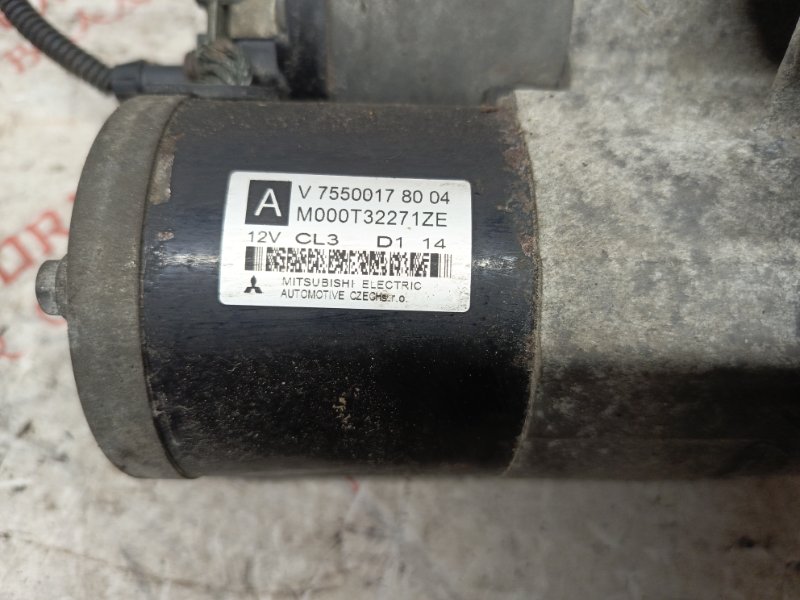 A
V 7550017 80 04
M000T32271ZE
12V CL3 D1 14
MITSUBISHI ELECTRIC
AUTOMOTIVE CZECH s.r.o.